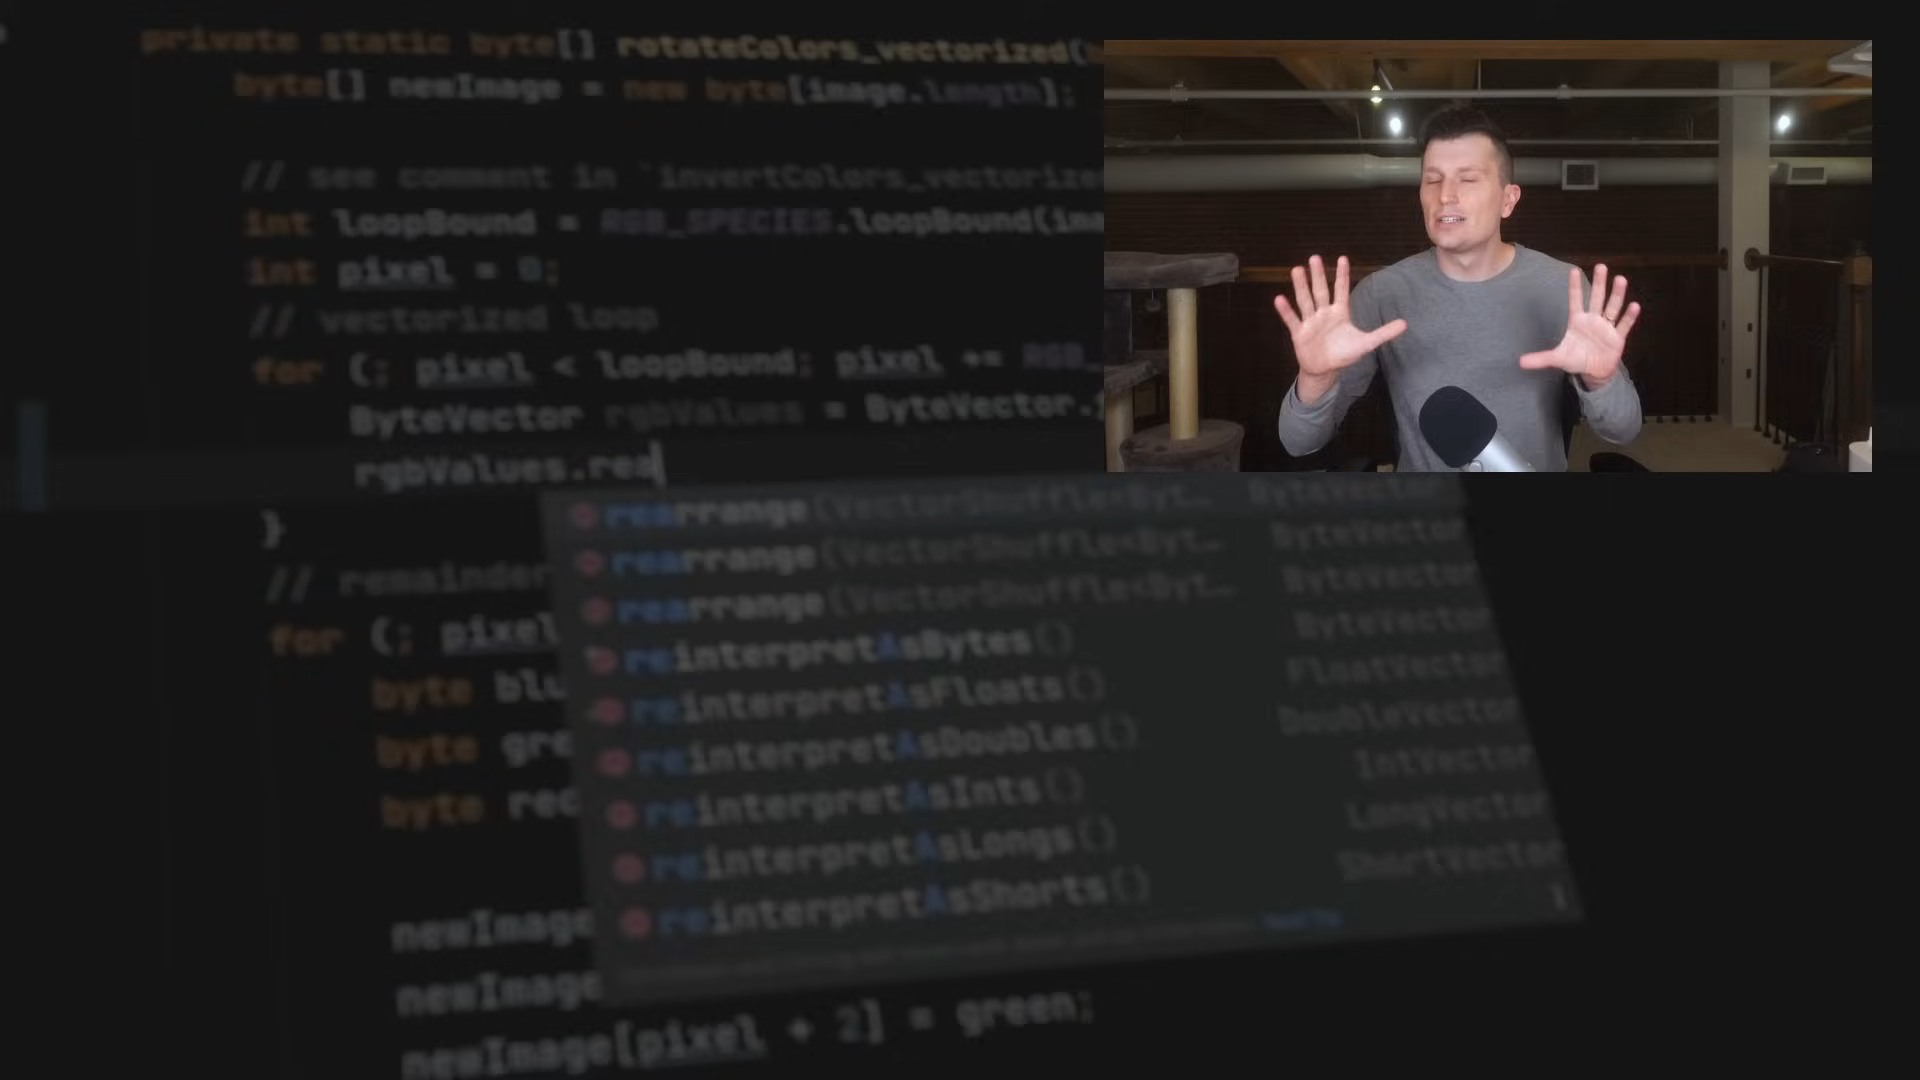 private static byte[] rotateColors_vectorized(
byte[] newImage = new byte[image.length];
// see comment in `invertColors_vectorize
int loopBound = RGB_SPECIES.loopBound(ima
int pixel = 0;
// vectorized loop
for (; pixel < loopBound; pixel += RGB_
ByteVector rgbValues = ByteVector.
rgbValues.rea
rearrange(VectorShuffle<Byt… ByteVector
rearrange(VectorShuffle<Byt… ByteVector
rearrange(VectorShuffle<Byt… ByteVector
reinterpretAsBytes() ByteVector
reinterpretAsFloats() FloatVector
reinterpretAsDoubles() DoubleVector
reinterpretAsInts() IntVector
reinterpretAsLongs() LongVector
reinterpretAsShorts() ShortVector
}
// remainder
for (; pixel
byte blu
byte gre
byte red
newImage
newImage
newImage[pixel + 2] = green;